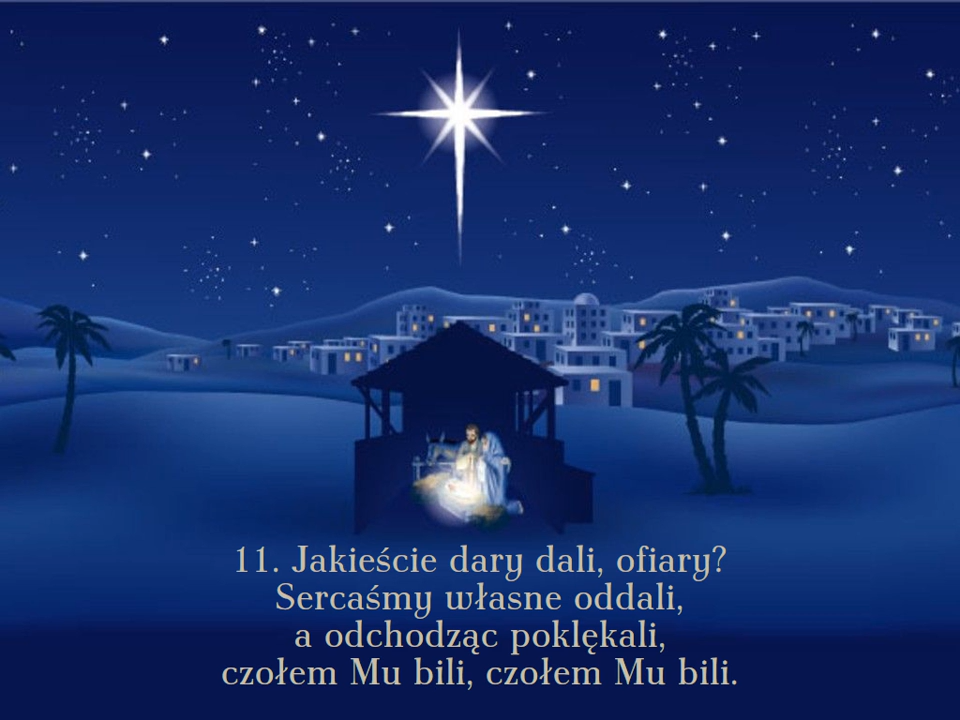 11. Jakieście dary dali, ofiary?
Sercaśmy własne oddali,
a odchodząc poklękali,
czołem Mu bili, czołem Mu bili.